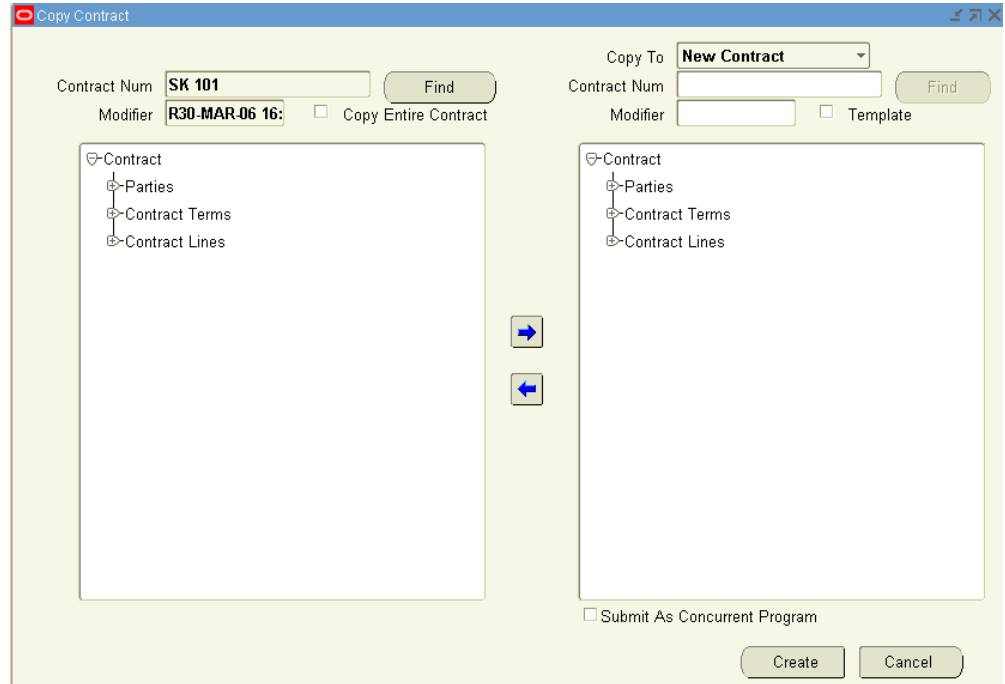 Copy Contract
Copy To New Contract
Contract Num SK 101 Find
Contract Num Find
Modifier R30-MAR-06 16: Copy Entire Contract
Modifier Template
Contract
Parties
Contract Terms
Contract Lines
Contract
Parties
Contract Terms
Contract Lines
Submit As Concurrent Program
Create Cancel